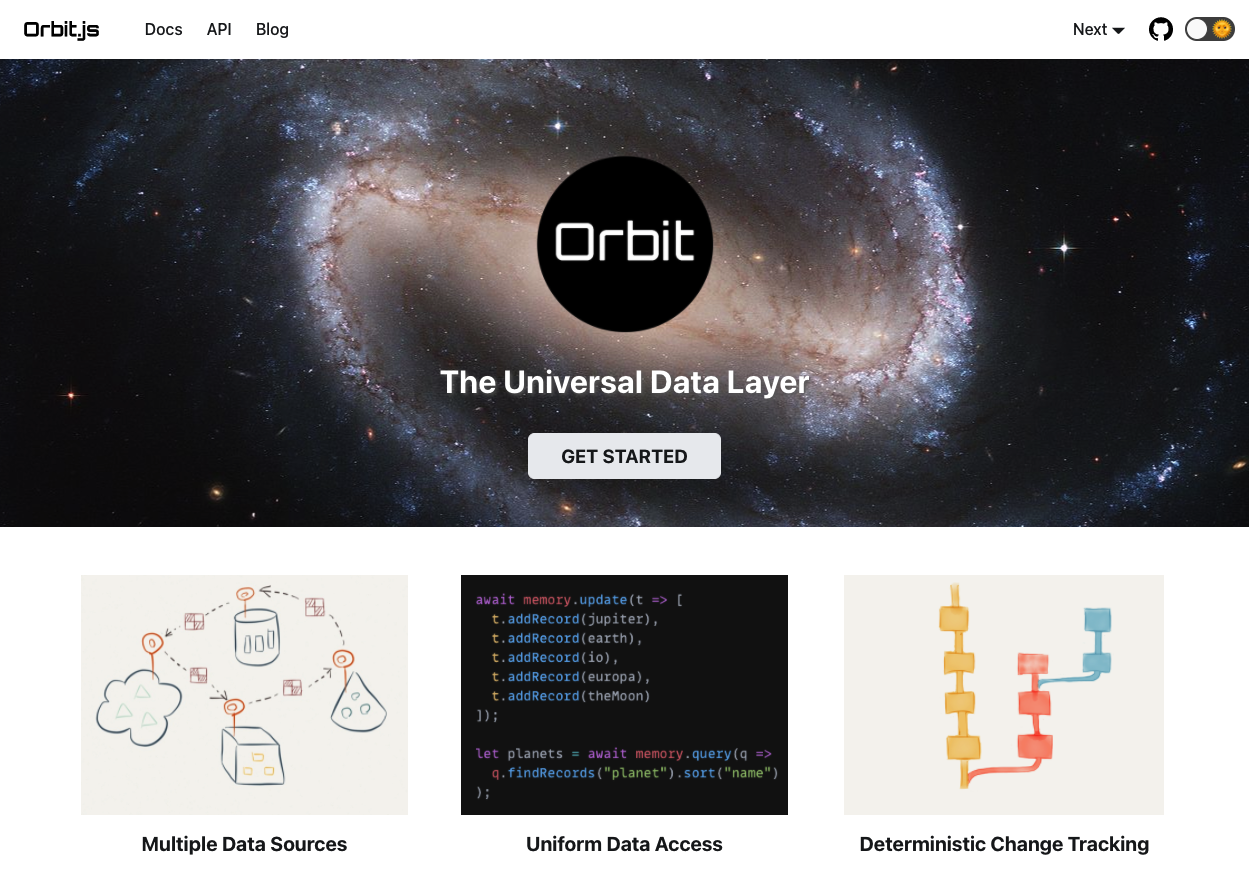 Orbit.js
Docs
API
Blog
Next
Orbit
The Universal Data Layer
GET STARTED
await memory.update(t => [
  t.addRecord(jupiter),
  t.addRecord(earth),
  t.addRecord(io),
  t.addRecord(europa),
  t.addRecord(theMoon)
]);
let planets = await memory.query(q =>
  q.findRecords("planet").sort("name")
);
Multiple Data Sources
Uniform Data Access
Deterministic Change Tracking